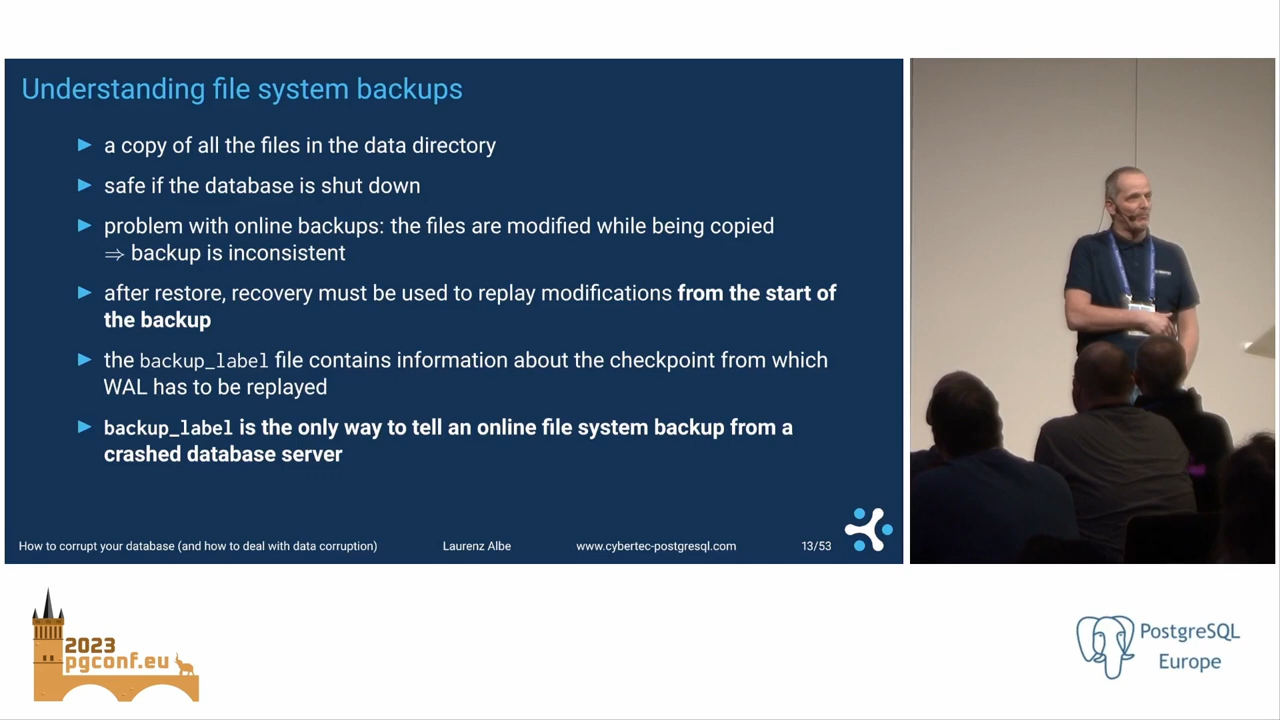 Understanding file system backups
a copy of all the files in the data directory
safe if the database is shut down
problem with online backups: the files are modified while being copied
⇒ backup is inconsistent
after restore, recovery must be used to replay modifications from the start of
the backup
the backup_label file contains information about the checkpoint from which
WAL has to be replayed
backup_label is the only way to tell an online file system backup from a
crashed database server
How to corrupt your database (and how to deal with data corruption) Laurenz Albe www.cybertec-postgresql.com 13/53
2023
pgconf.eu
PostgreSQL
Europe